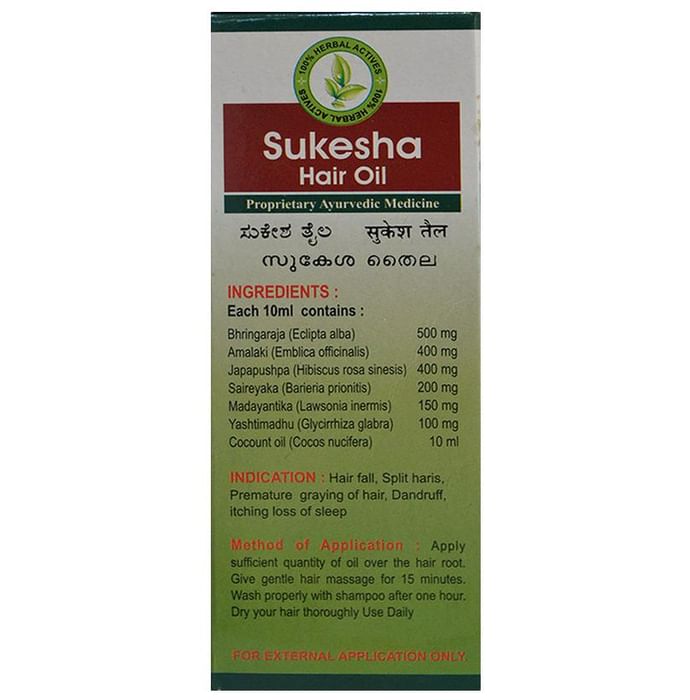 100% HERBAL ACTIVES
100% HERBAL ACTIVES
Sukesha
Hair Oil
Proprietary Ayurvedic Medicine
ಸುಕೇಶ ತೈಲ सुकेश तैल
സുകേശ തൈല
INGREDIENTS :
Each 10ml contains :
Bhringaraja (Eclipta alba) 500 mg
Amalaki (Emblica officinalis) 400 mg
Japapushpa (Hibiscus rosa sinesis) 400 mg
Saireyaka (Barieria prionitis) 200 mg
Madayantika (Lawsonia inermis) 150 mg
Yashtimadhu (Glycirrhiza glabra) 100 mg
Cocount oil (Cocos nucifera) 10 ml
INDICATION : Hair fall, Split haris,
Premature graying of hair, Dandruff,
itching loss of sleep
Method of Application : Apply
sufficient quantity of oil over the hair root.
Give gentle hair massage for 15 minutes.
Wash properly with shampoo after one hour.
Dry your hair thoroughly Use Daily
FOR EXTERNAL APPLICATION ONLY.